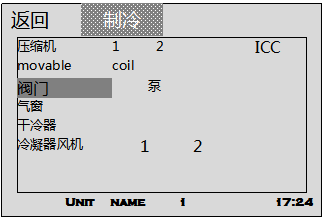 返回 制冷
压缩机 1 2 ICC
movable coil
阀门 泵
气窗
干冷器
冷凝器风机 1 2
UNIT NAME 1 17:24